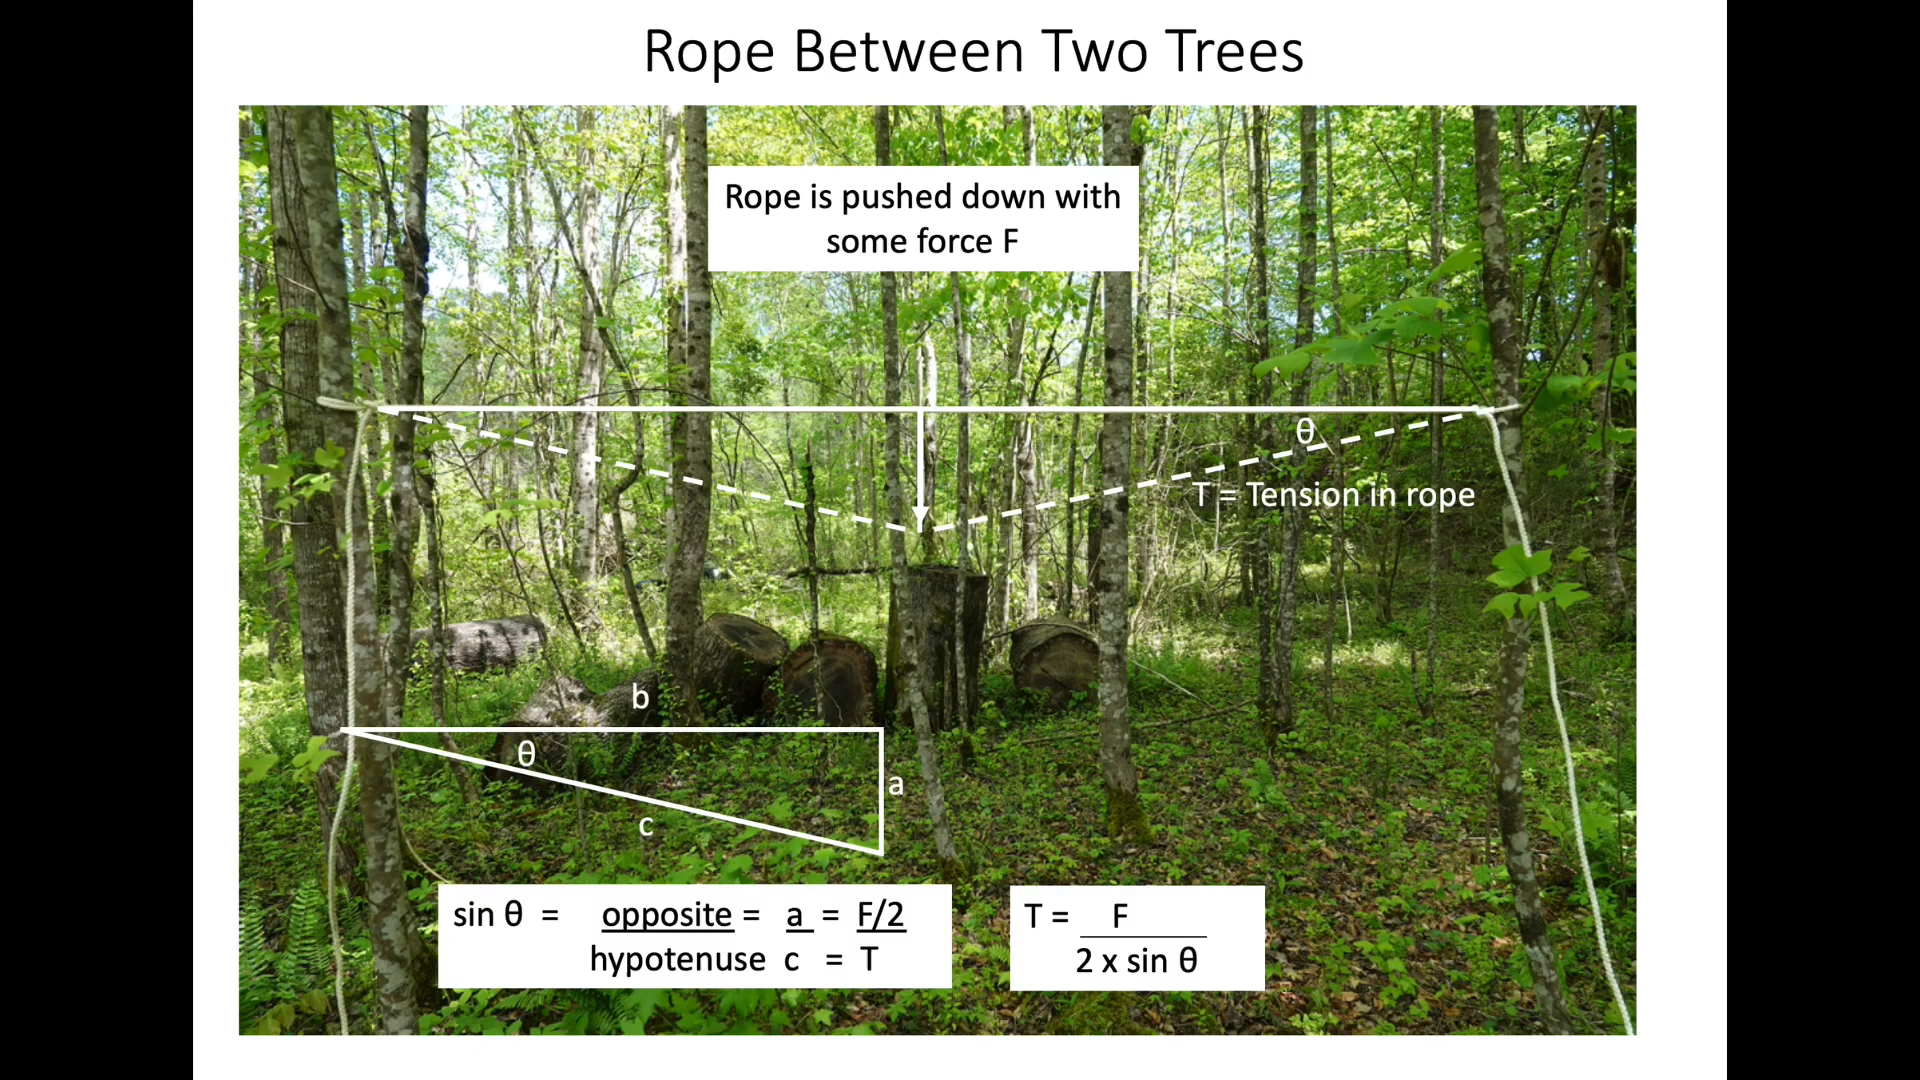 Rope Between Two Trees
Rope is pushed down with
some force F
θ
T = Tension in rope
b
θ
a
c
sin θ = opposite = a = F/2
hypotenuse c = T
T = F
2 x sin θ